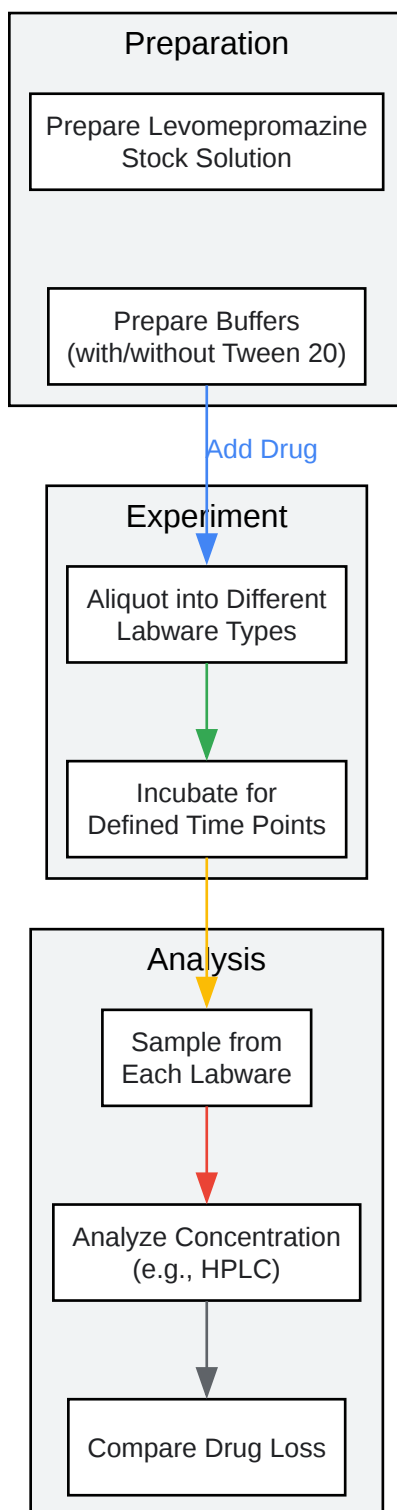 Preparation
Prepare Levomepromazine
Stock Solution
Prepare Buffers
(with/without Tween 20)
Add Drug
Experiment
Aliquot into Different
Labware Types
Incubate for
Defined Time Points
Analysis
Sample from
Each Labware
Analyze Concentration
(e.g., HPLC)
Compare Drug Loss